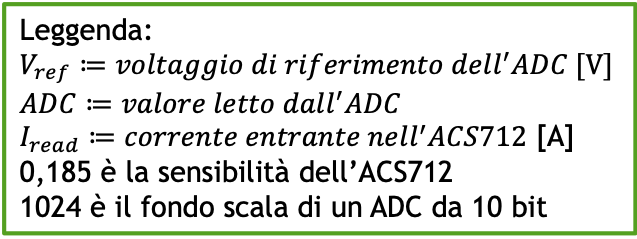 Leggenda:
V_ref ≔ voltaggio di riferimento dell'ADC [V]
ADC ≔ valore letto dall'ADC
I_read ≔ corrente entrante nell'ACS712 [A]
0,185 è la sensibilità dell’ACS712
1024 è il fondo scala di un ADC da 10 bit